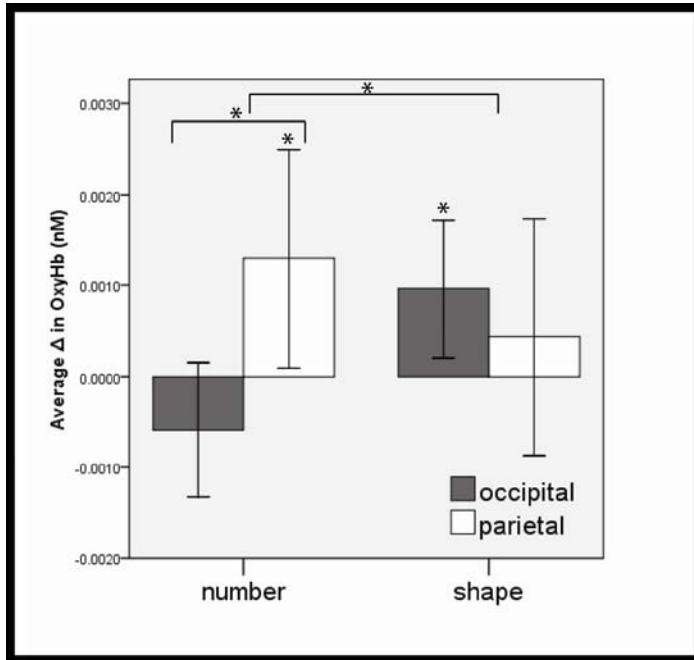 *
*
*
*
0.0030
0.0020
0.0010
0.0000
-0.0010
-0.0020
Average Δ in OxyHb (nM)
occipital
parietal
number
shape